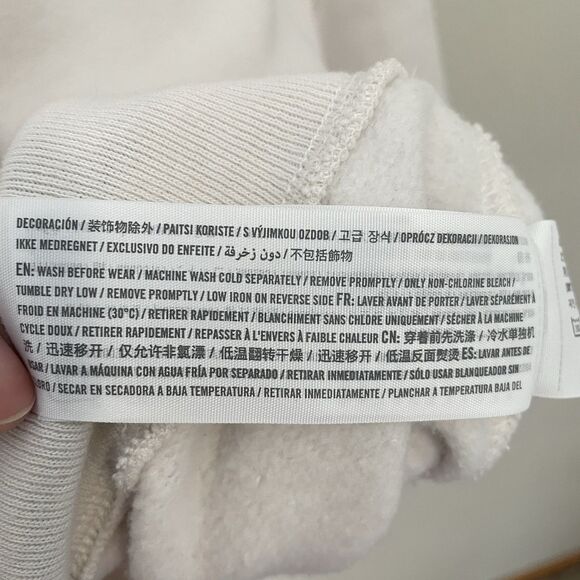 DECORACIÓN / 装饰物除外 / PAITSI KORISTE / S VÝJIMKOU OZDOB / 고급 장식 / OPRÓCZ DEKORACJI / DEKORASJON
IKKE MEDREGNET / EXCLUSIVO DO ENFEITE / دون زخرفة / 不包括飾物
EN: WASH BEFORE WEAR / MACHINE WASH COLD SEPARATELY / REMOVE PROMPTLY / ONLY NON-CHLORINE BLEACH /
TUMBLE DRY LOW / REMOVE PROMPTLY / LOW IRON ON REVERSE SIDE FR: LAVER AVANT DE PORTER / LAVER SÉPARÉMENT À
FROID EN MACHINE (30°C) / RETIRER RAPIDEMENT / BLANCHIMENT SANS CHLORE UNIQUEMENT / SÉCHER À LA MACHINE
CYCLE DOUX / RETIRER RAPIDEMENT / REPASSER À L'ENVERS À FAIBLE CHALEUR CN: 穿着前先洗涤 / 冷水单独机
洗 / 迅速移开 / 仅允许非氯漂 / 低温翻转干燥 / 迅速移开 / 低温反面熨烫 ES: LAVAR ANTES DE
USAR / LAVAR A MÁQUINA CON AGUA FRÍA POR SEPARADO / RETIRAR INMEDIATAMENTE / SÓLO USAR BLANQUEADOR SIN
CLORO / SECAR EN SECADORA A BAJA TEMPERATURA / RETIRAR INMEDIATAMENTE / PLANCHAR A TEMPERATURA BAJA DEL